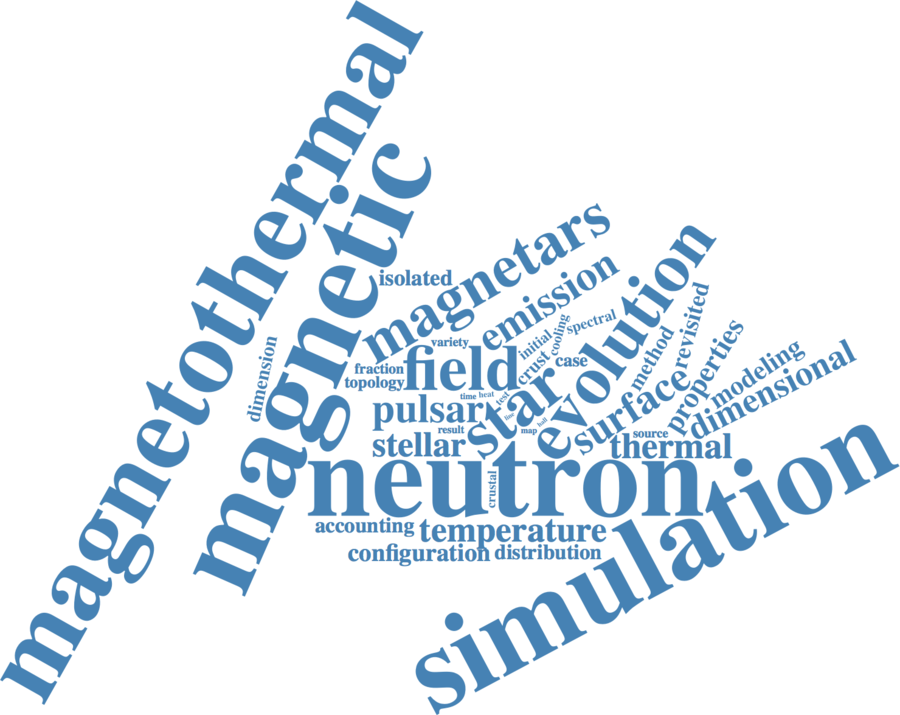 magnetothermal
magnetic
isolated
magnetars
emission
evolution
dimension
variety
initial
cooling
spectral
fraction
topology
field
crust
case
method
revisited
properties
modeling
dimensional
time
heat
test
pulsar
star
surface
line
hall
map
result
stellar
source
thermal
neutron
crustal
accounting
temperature
configuration
distribution
simulation